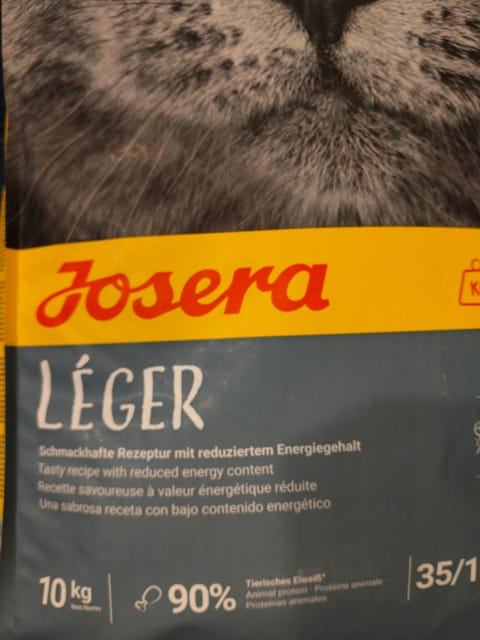 Josera
LÉGER
Schmackhafte Rezeptur mit reduziertem Energiegehalt
Tasty recipe with reduced energy content
Recette savoureuse à valeur énergétique réduite
Una sabrosa receta con bajo contenido energético
10 kg
Net/Netto
90%
Tierisches Eiweiß*
Animal protein · Protéine animale ·
Proteínas animales
35/1